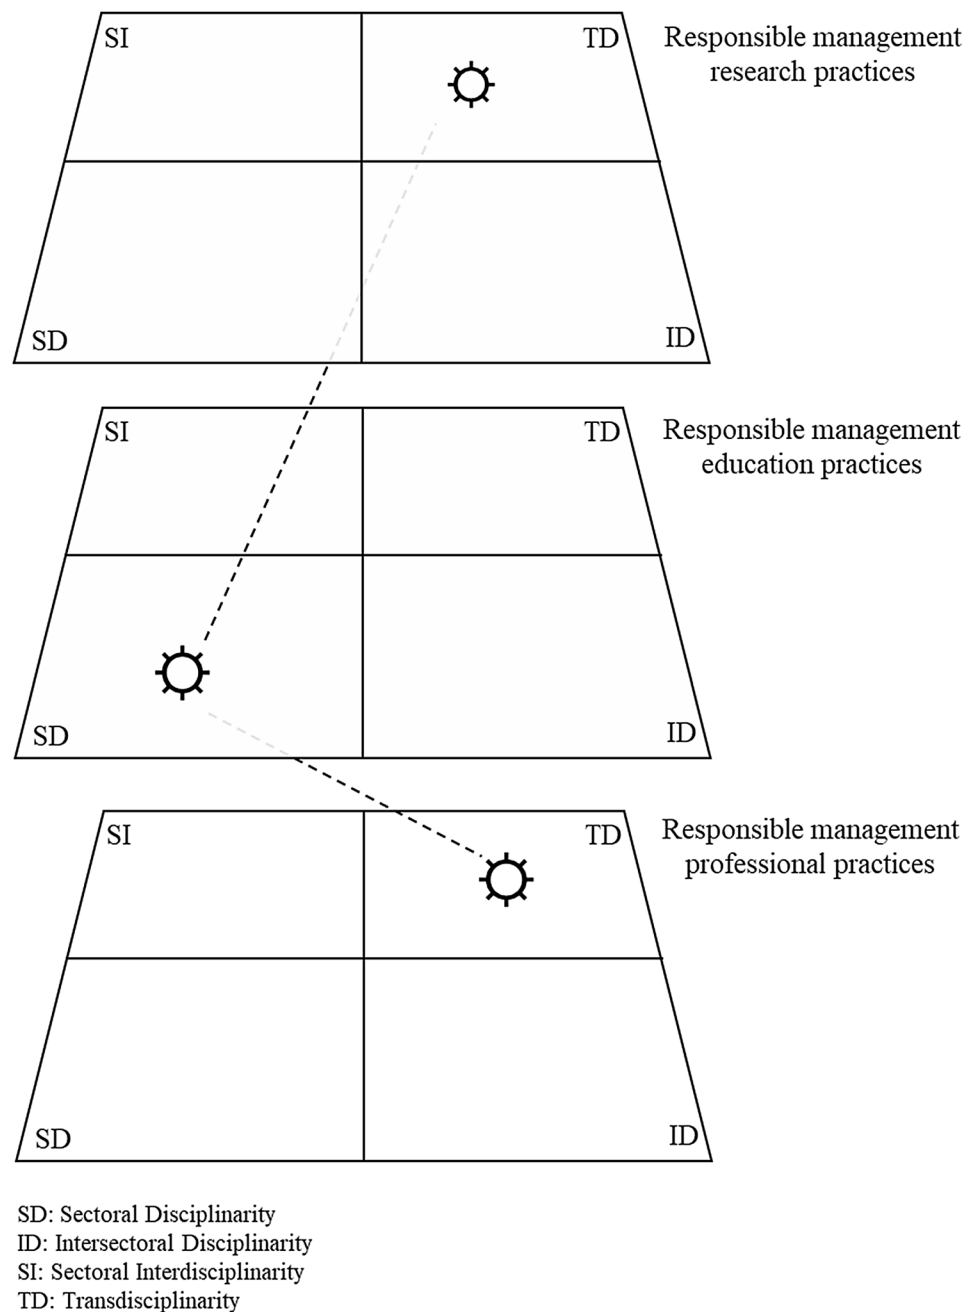 SI
TD
Responsible management
research practices
SD
ID
SI
TD
Responsible management
education practices
SD
ID
SI
TD
Responsible management
professional practices
SD
ID
SD: Sectoral Disciplinarity
ID: Intersectoral Disciplinarity
SI: Sectoral Interdisciplinarity
TD: Transdisciplinarity